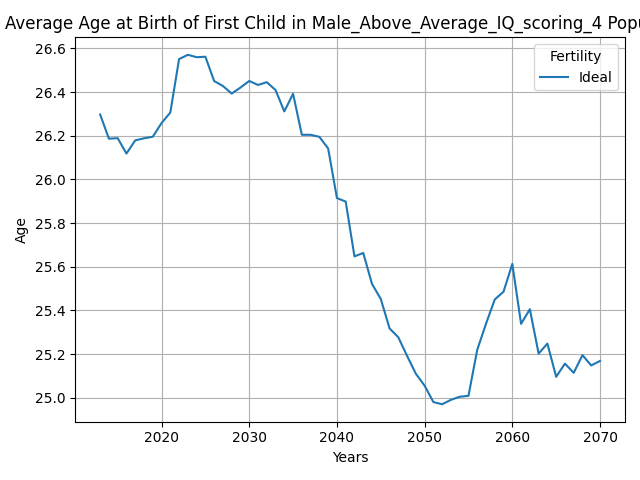 Average Age at Birth of First Child in Male_Above_Average_IQ_scoring_4
Fertility
Ideal
Age
26.6
26.4
26.2
26.0
25.8
25.6
25.4
25.2
25.0
2020 2030 2040 2050 2060 2070
Years